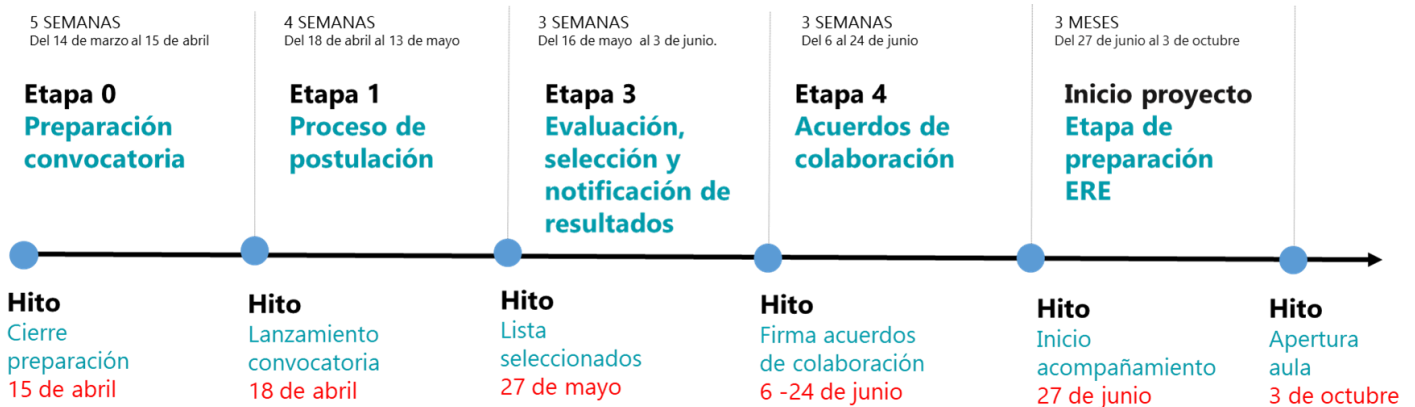 5 SEMANAS
Del 14 de marzo al 15 de abril
4 SEMANAS
Del 18 de abril al 13 de mayo
3 SEMANAS
Del 16 de mayo al 3 de junio.
3 SEMANAS
Del 6 al 24 de junio
3 MESES
Del 27 de junio al 3 de octubre
Etapa 0
Preparación
convocatoria
Etapa 1
Proceso de
postulación
Etapa 3
Evaluación,
selección y
notificación de
resultados
Etapa 4
Acuerdos de
colaboración
Inicio proyecto
Etapa de
preparación
ERE
Hito
Cierre
preparación
15 de abril
Hito
Lanzamiento
convocatoria
18 de abril
Hito
Lista
seleccionados
27 de mayo
Hito
Firma acuerdos
de colaboración
6 -24 de junio
Hito
Inicio
acompañamiento
27 de junio
Hito
Apertura
aula
3 de octubre